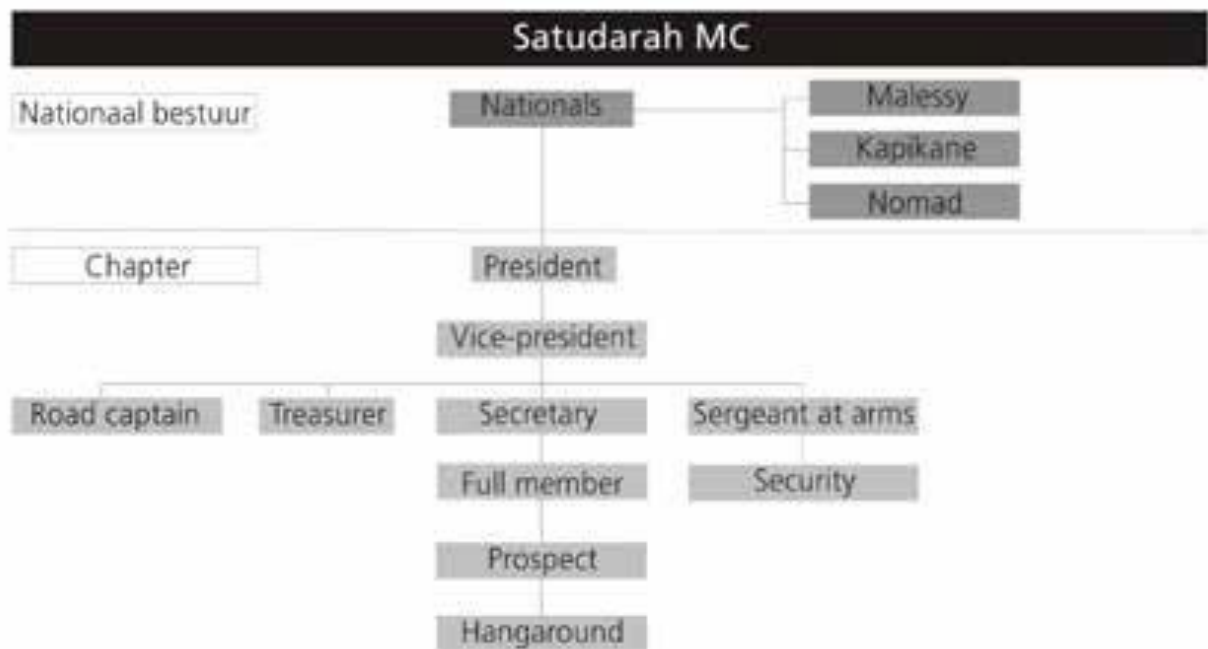 Satudarah MC
Nationaal bestuur
Nationals
Malessy
Kapikane
Nomad
Chapter
President
Vice-president
Road captain
Treasurer
Secretary
Sergeant at arms
Full member
Security
Prospect
Hangaround